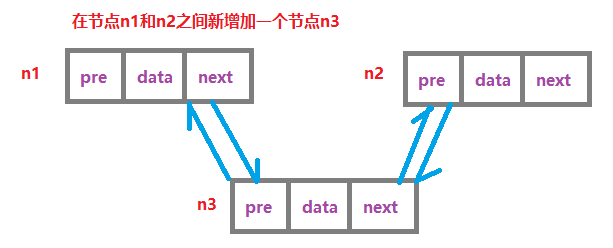 在节点n1和n2之间新增加一个节点n3
n1 pre data next
n2 pre data next
n3 pre data next